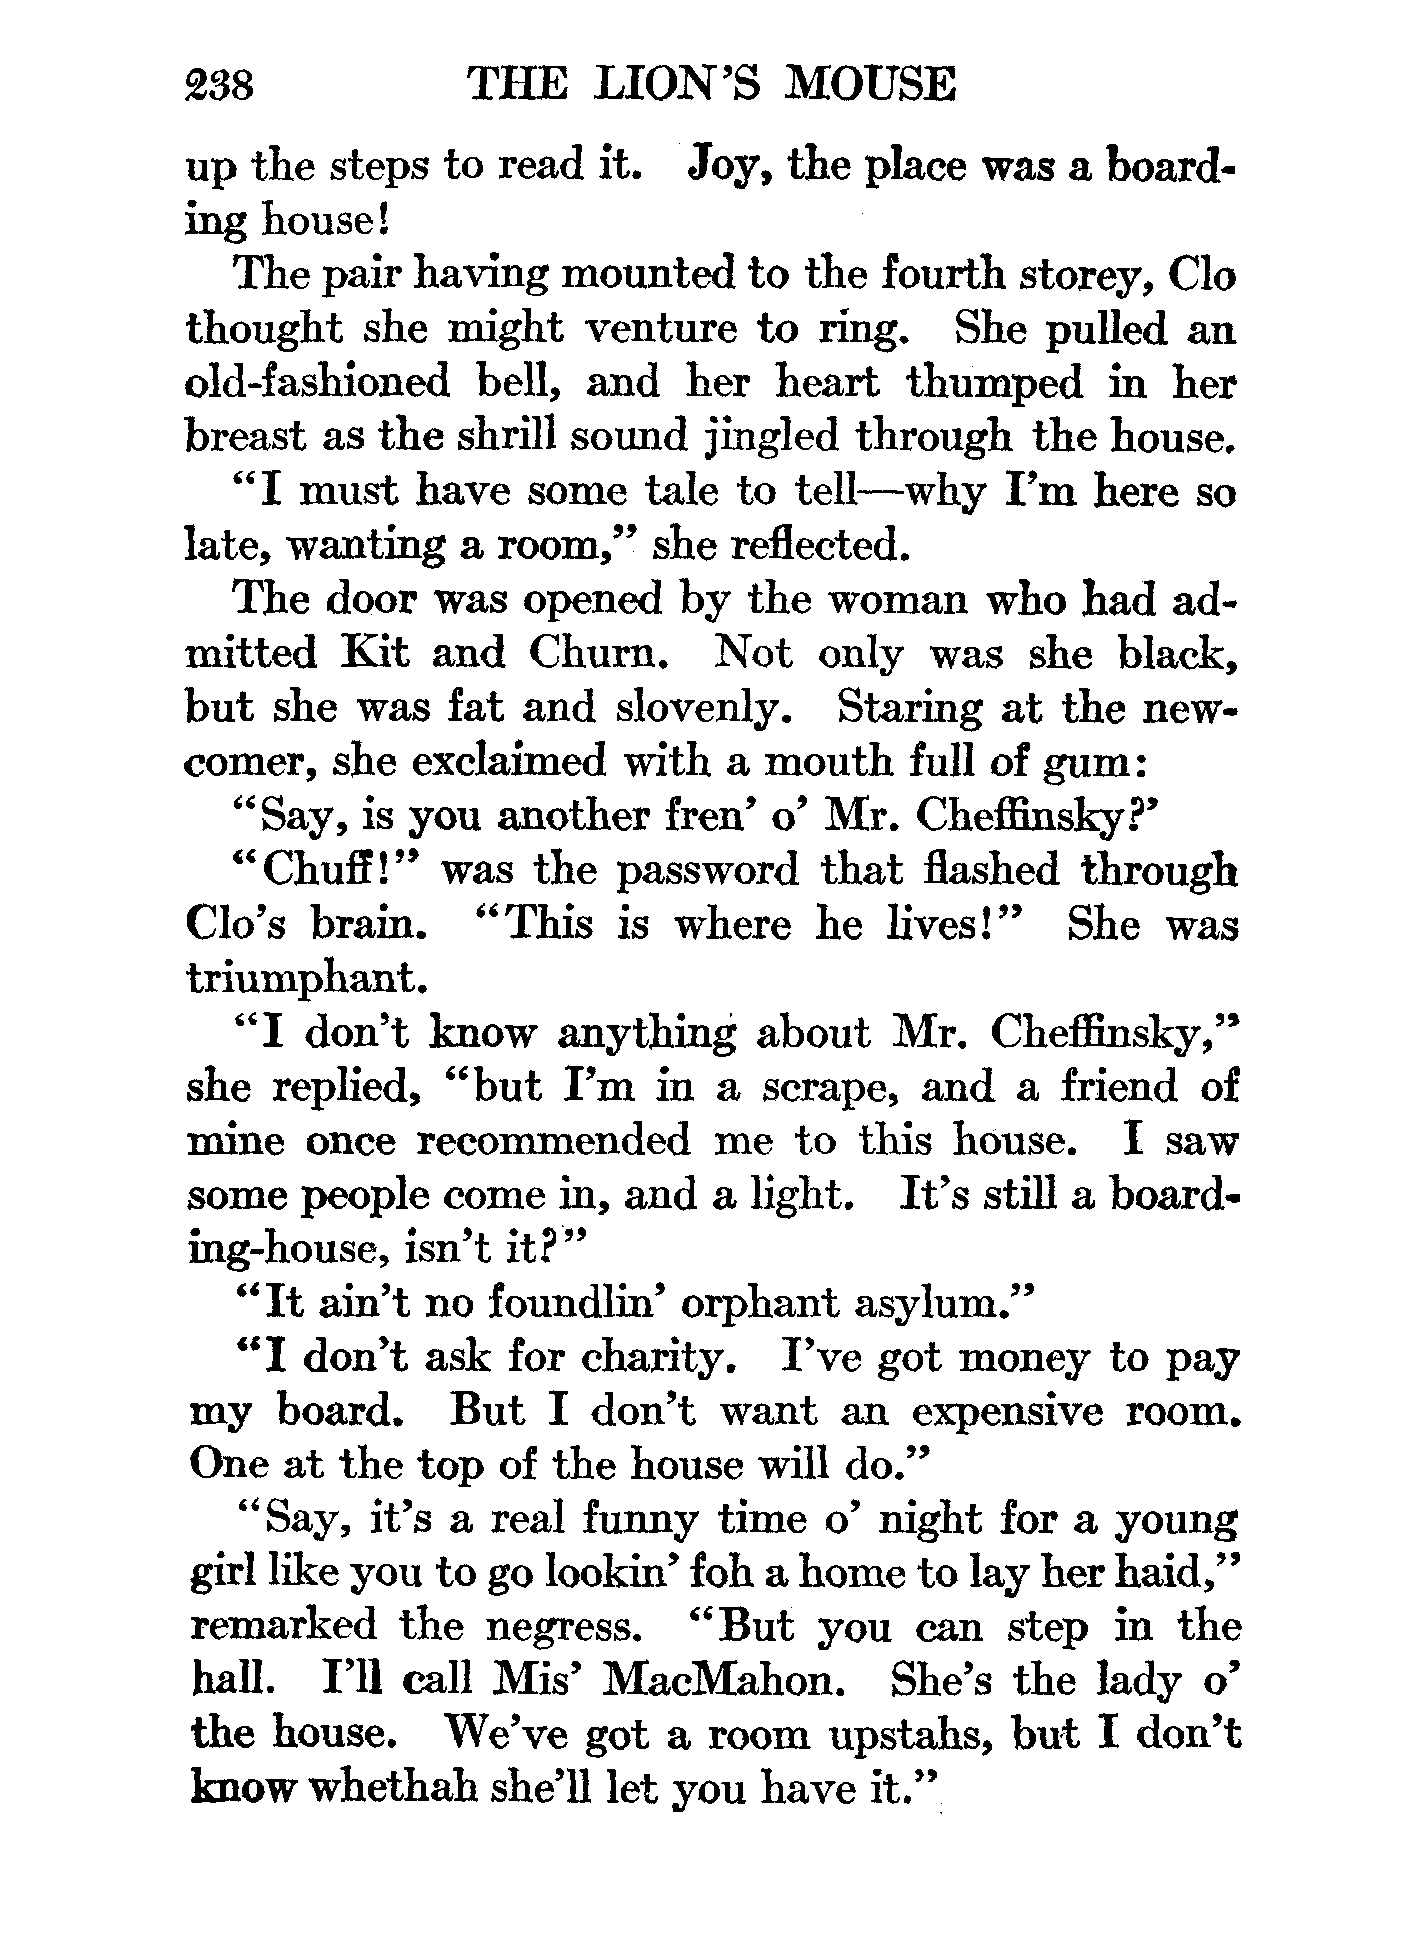 238 THE LION'S MOUSE
up the steps to read it. Joy, the place was a board-
ing house!
The pair having mounted to the fourth storey, Clo
thought she might venture to ring. She pulled an
old-fashioned bell, and her heart thumped in her
breast as the shrill sound jingled through the house.
"I must have some tale to tell—why I'm here so
late, wanting a room," she reflected.
The door was opened by the woman who had ad-
mitted Kit and Churn. Not only was she black,
but she was fat and slovenly. Staring at the new-
comer, she exclaimed with a mouth full of gum:
"Say, is you another fren' o' Mr. Cheffinsky?'
"Chuff!" was the password that flashed through
Clo's brain. "This is where he lives!" She was
triumphant.
"I don't know anything about Mr. Cheffinsky,"
she replied, "but I'm in a scrape, and a friend of
mine once recommended me to this house. I saw
some people come in, and a light. It's still a board-
ing-house, isn't it?"
"It ain't no foundlin' orphant asylum."
"I don't ask for charity. I've got money to pay
my board. But I don't want an expensive room.
One at the top of the house will do."
"Say, it's a real funny time o' night for a young
girl like you to go lookin' foh a home to lay her haid,"
remarked the negress. "But you can step in the
hall. I'll call Mis' MacMahon. She's the lady o'
the house. We've got a room upstahs, but I don't
know whethah she'll let you have it."